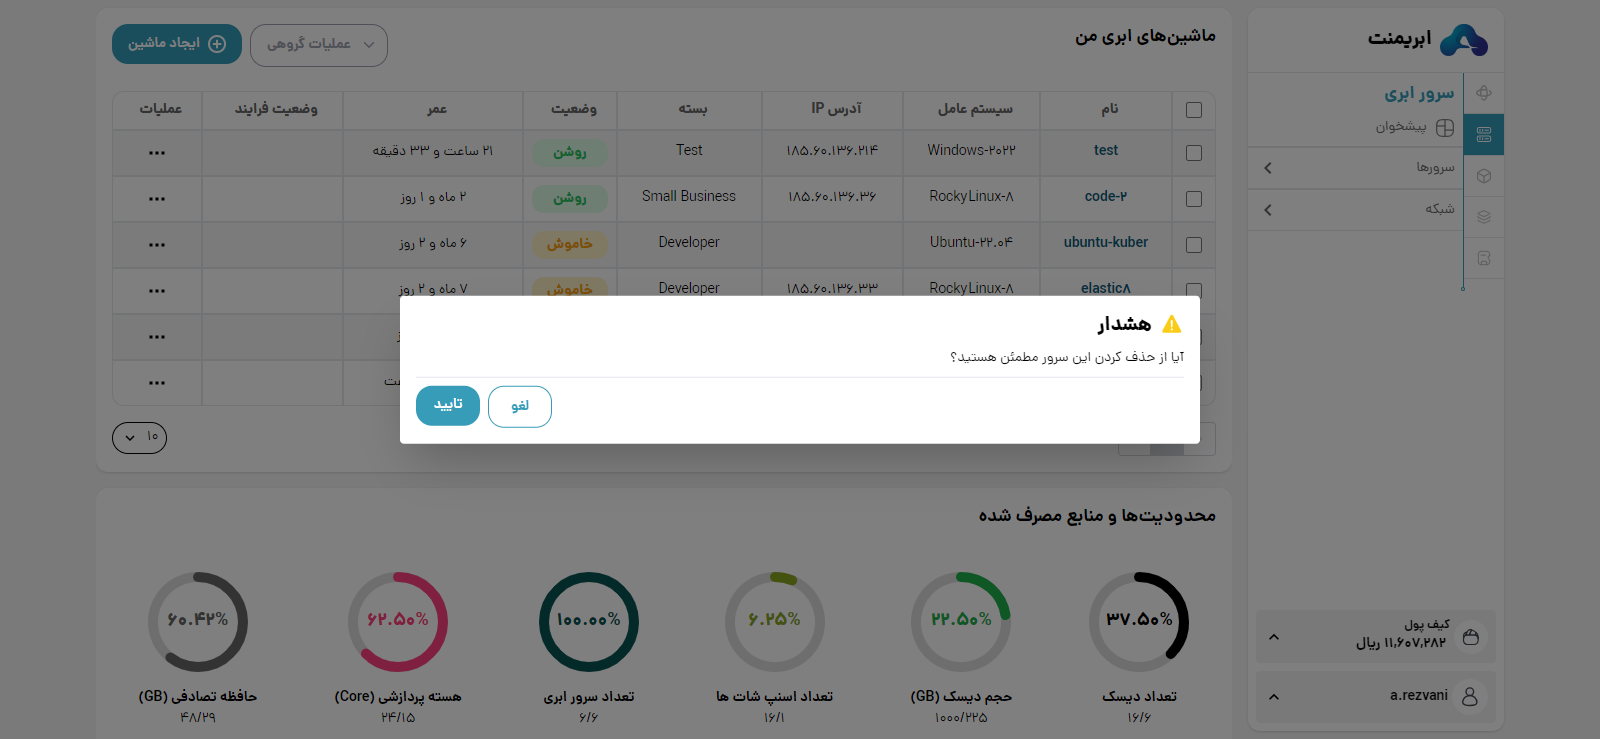 ابریمنت
سرور ابری
پیشخوان
سرورها
شبکه
کیف پول
۱۱,۶۰۷,۲۸۲ ریال
a.rezvani
ماشین‌های ابری من
عملیات گروهی
ایجاد ماشین
نام سیستم عامل آدرس IP بسته وضعیت عمر وضعیت فرایند عملیات
test Windows-۲۰۲۲ ۱۸۵.۶۰.۱۳۶.۲۱۴ Test روشن ۲۱ ساعت و ۳۳ دقیقه
code-۲ RockyLinux-۸ ۱۸۵.۶۰.۱۳۶.۳۶ Small Business روشن ۲ ماه و ۱ روز
ubuntu-kuber Ubuntu-۲۲.۰۴ Developer خاموش ۶ ماه و ۲ روز
elastic۸ RockyLinux-۸ ۱۸۵.۶۰.۱۳۶.۳۳ Developer خاموش ۷ ماه و ۲ روز
هشدار
آیا از حذف کردن این سرور مطمئن هستید؟
لغو
تایید
۱۰
محدودیت‌ها و منابع مصرف شده
۳۷.۵۰% ۲۲.۵۰% ۶.۲۵% ۱۰۰.۰۰% ۶۲.۵۰% ۶۰.۴۲%
تعداد دیسک حجم دیسک (GB) تعداد اسنپ شات ها تعداد سرور ابری هسته پردازشی (Core) حافظه تصادفی (GB)
۱۶/۶ ۱۰۰۰/۲۲۵ ۱۶/۱ ۶/۶ ۲۴/۱۵ ۴۸/۲۹